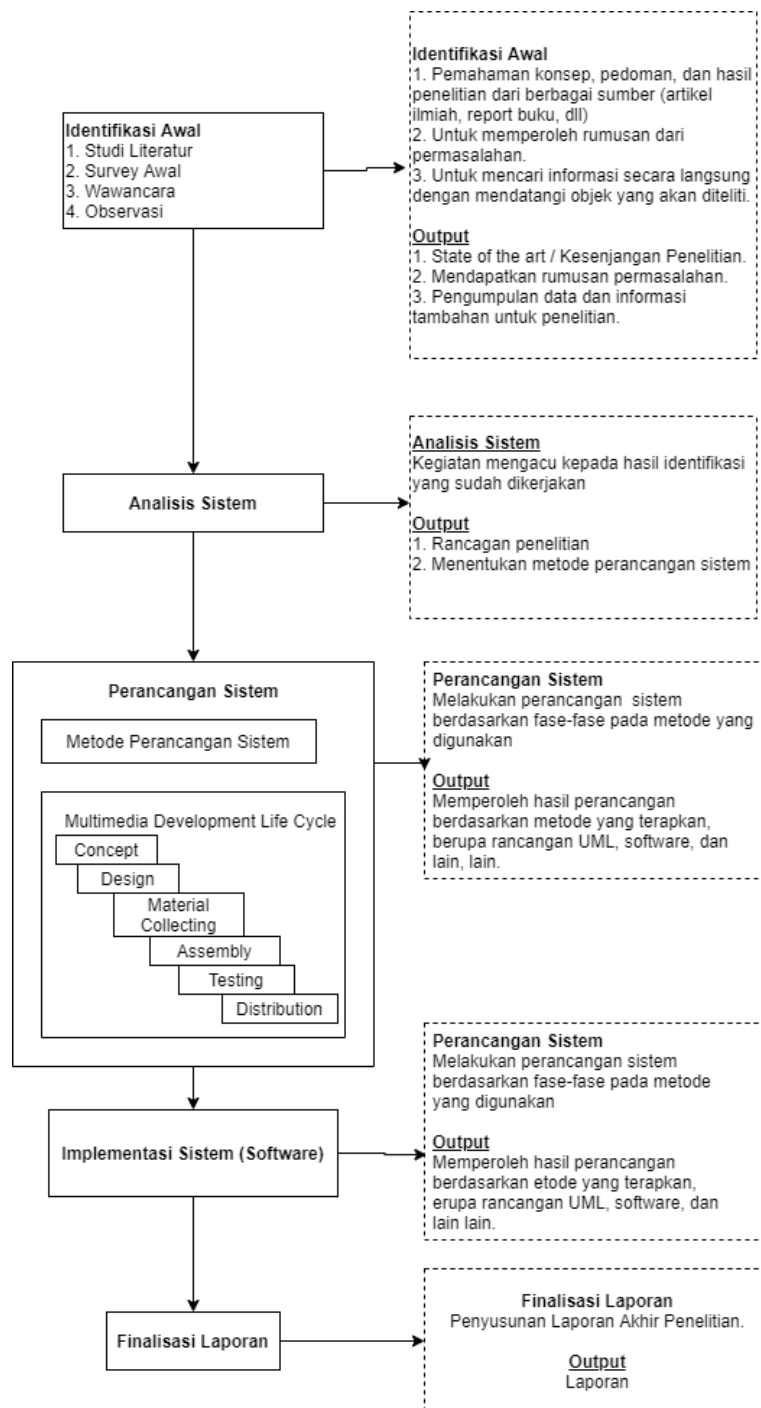 Identifikasi Awal
1. Studi Literatur
2. Survey Awal
3. Wawancara
4. Observasi
Identifikasi Awal
1. Pemahaman konsep, pedoman, dan hasil
penelitian dari berbagai sumber (artikel
ilmiah, report buku, dll)
2. Untuk memperoleh rumusan dari
permasalahan.
3. Untuk mencari informasi secara langsung
dengan mendatangi objek yang akan diteliti.
Output
1. State of the art / Kesenjangan Penelitian.
2. Mendapatkan rumusan permasalahan.
3. Pengumpulan data dan informasi
tambahan untuk penelitian.
Analisis Sistem
Analisis Sistem
Kegiatan mengacu kepada hasil identifikasi
yang sudah dikerjakan
Output
1. Rancagan penelitian
2. Menentukan metode perancangan sistem
Perancangan Sistem
Metode Perancangan Sistem
Multimedia Development Life Cycle
Concept
Design
Material
Collecting
Assembly
Testing
Distribution
Perancangan Sistem
Melakukan perancangan  sistem
berdasarkan fase-fase pada metode yang
digunakan
Output
Memperoleh hasil perancangan
berdasarkan metode yang terapkan,
berupa rancangan UML, software, dan
lain, lain.
Implementasi Sistem (Software)
Perancangan Sistem
Melakukan perancangan sistem
berdasarkan fase-fase pada metode
yang digunakan
Output
Memperoleh hasil perancangan
berdasarkan etode yang terapkan,
erupa rancangan UML, software, dan
lain lain.
Finalisasi Laporan
Finalisasi Laporan
Penyusunan Laporan Akhir Penelitian.
Output
Laporan